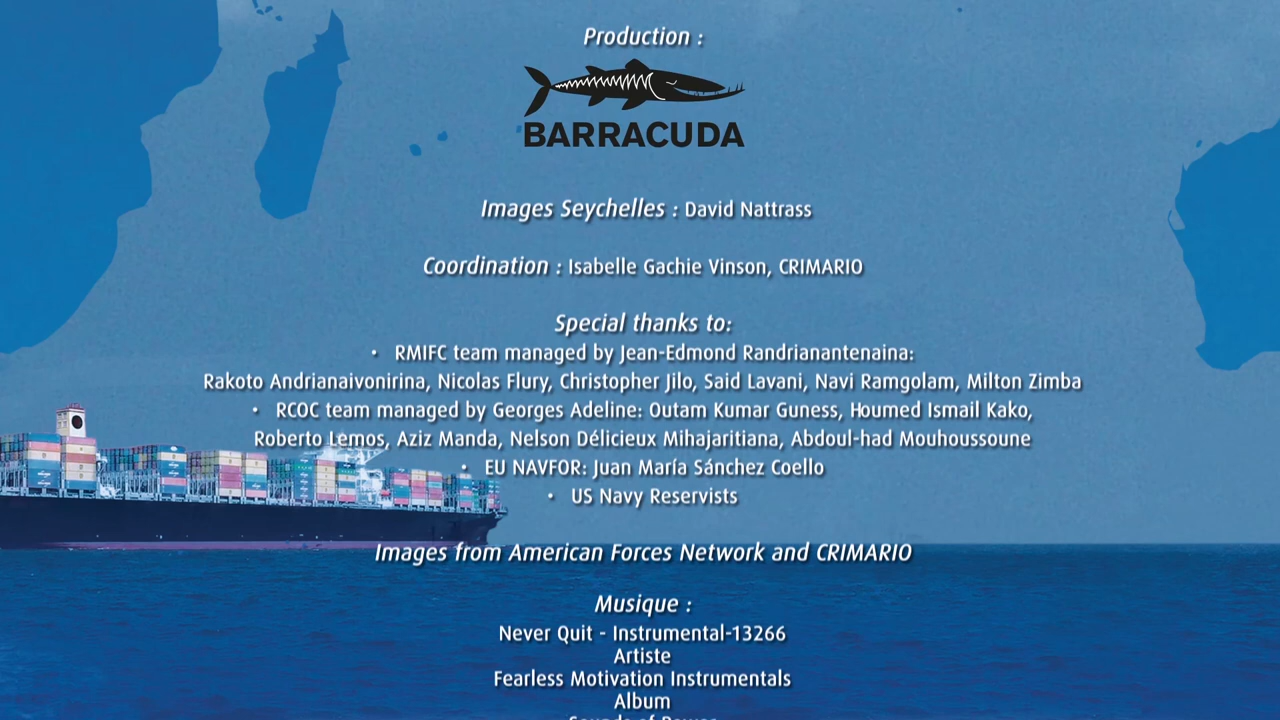 Production :
BARRACUDA
Images Seychelles : David Nattrass
Coordination : Isabelle Gachie Vinson, CRIMARIO
Special thanks to:
• RMIFC team managed by Jean-Edmond Randrianantenaina:
Rakoto Andrianaivonirina, Nicolas Flury, Christopher Jilo, Said Lavani, Navi Ramgolam, Milton Zimba
• RCOC team managed by Georges Adeline: Outam Kumar Guness, Houmed Ismail Kako,
Roberto Lemos, Aziz Manda, Nelson Délicieux Mihajaritiana, Abdoul-had Mouhoussoune
• EU NAVFOR: Juan María Sánchez Coello
• US Navy Reservists
Images from American Forces Network and CRIMARIO
Musique :
Never Quit - Instrumental-13266
Artiste
Fearless Motivation Instrumentals
Album